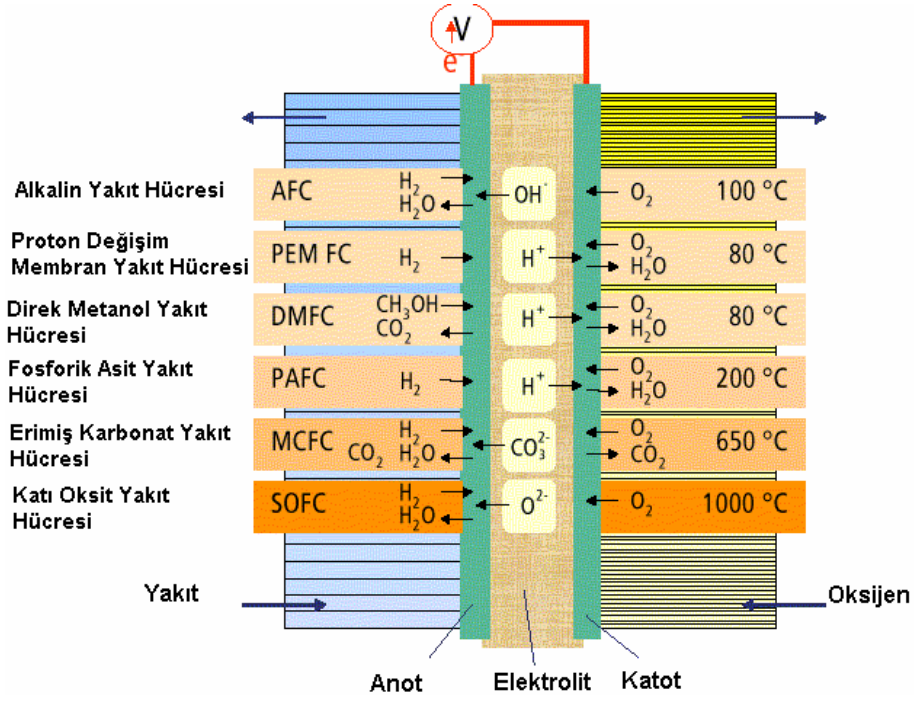 V
e⁻
Alkalin Yakıt Hücresi
AFC
H₂
H₂O
OH⁻
O₂
100 °C
Proton Değişim
Membran Yakıt Hücresi
PEM FC
H₂
H⁺
O₂
H₂O
80 °C
Direk Metanol Yakıt
Hücresi
DMFC
CH₃OH
CO₂
H⁺
O₂
H₂O
80 °C
Fosforik Asit Yakıt
Hücresi
PAFC
H₂
H⁺
O₂
H₂O
200 °C
Erimiş Karbonat Yakıt
Hücresi
MCFC
H₂
CO₂ H₂O
CO₃²⁻
O₂
CO₂
650 °C
Katı Oksit Yakıt
Hücresi
SOFC
H₂
H₂O
O²⁻
O₂
1000 °C
Yakıt
Oksijen
Anot
Elektrolit
Katot